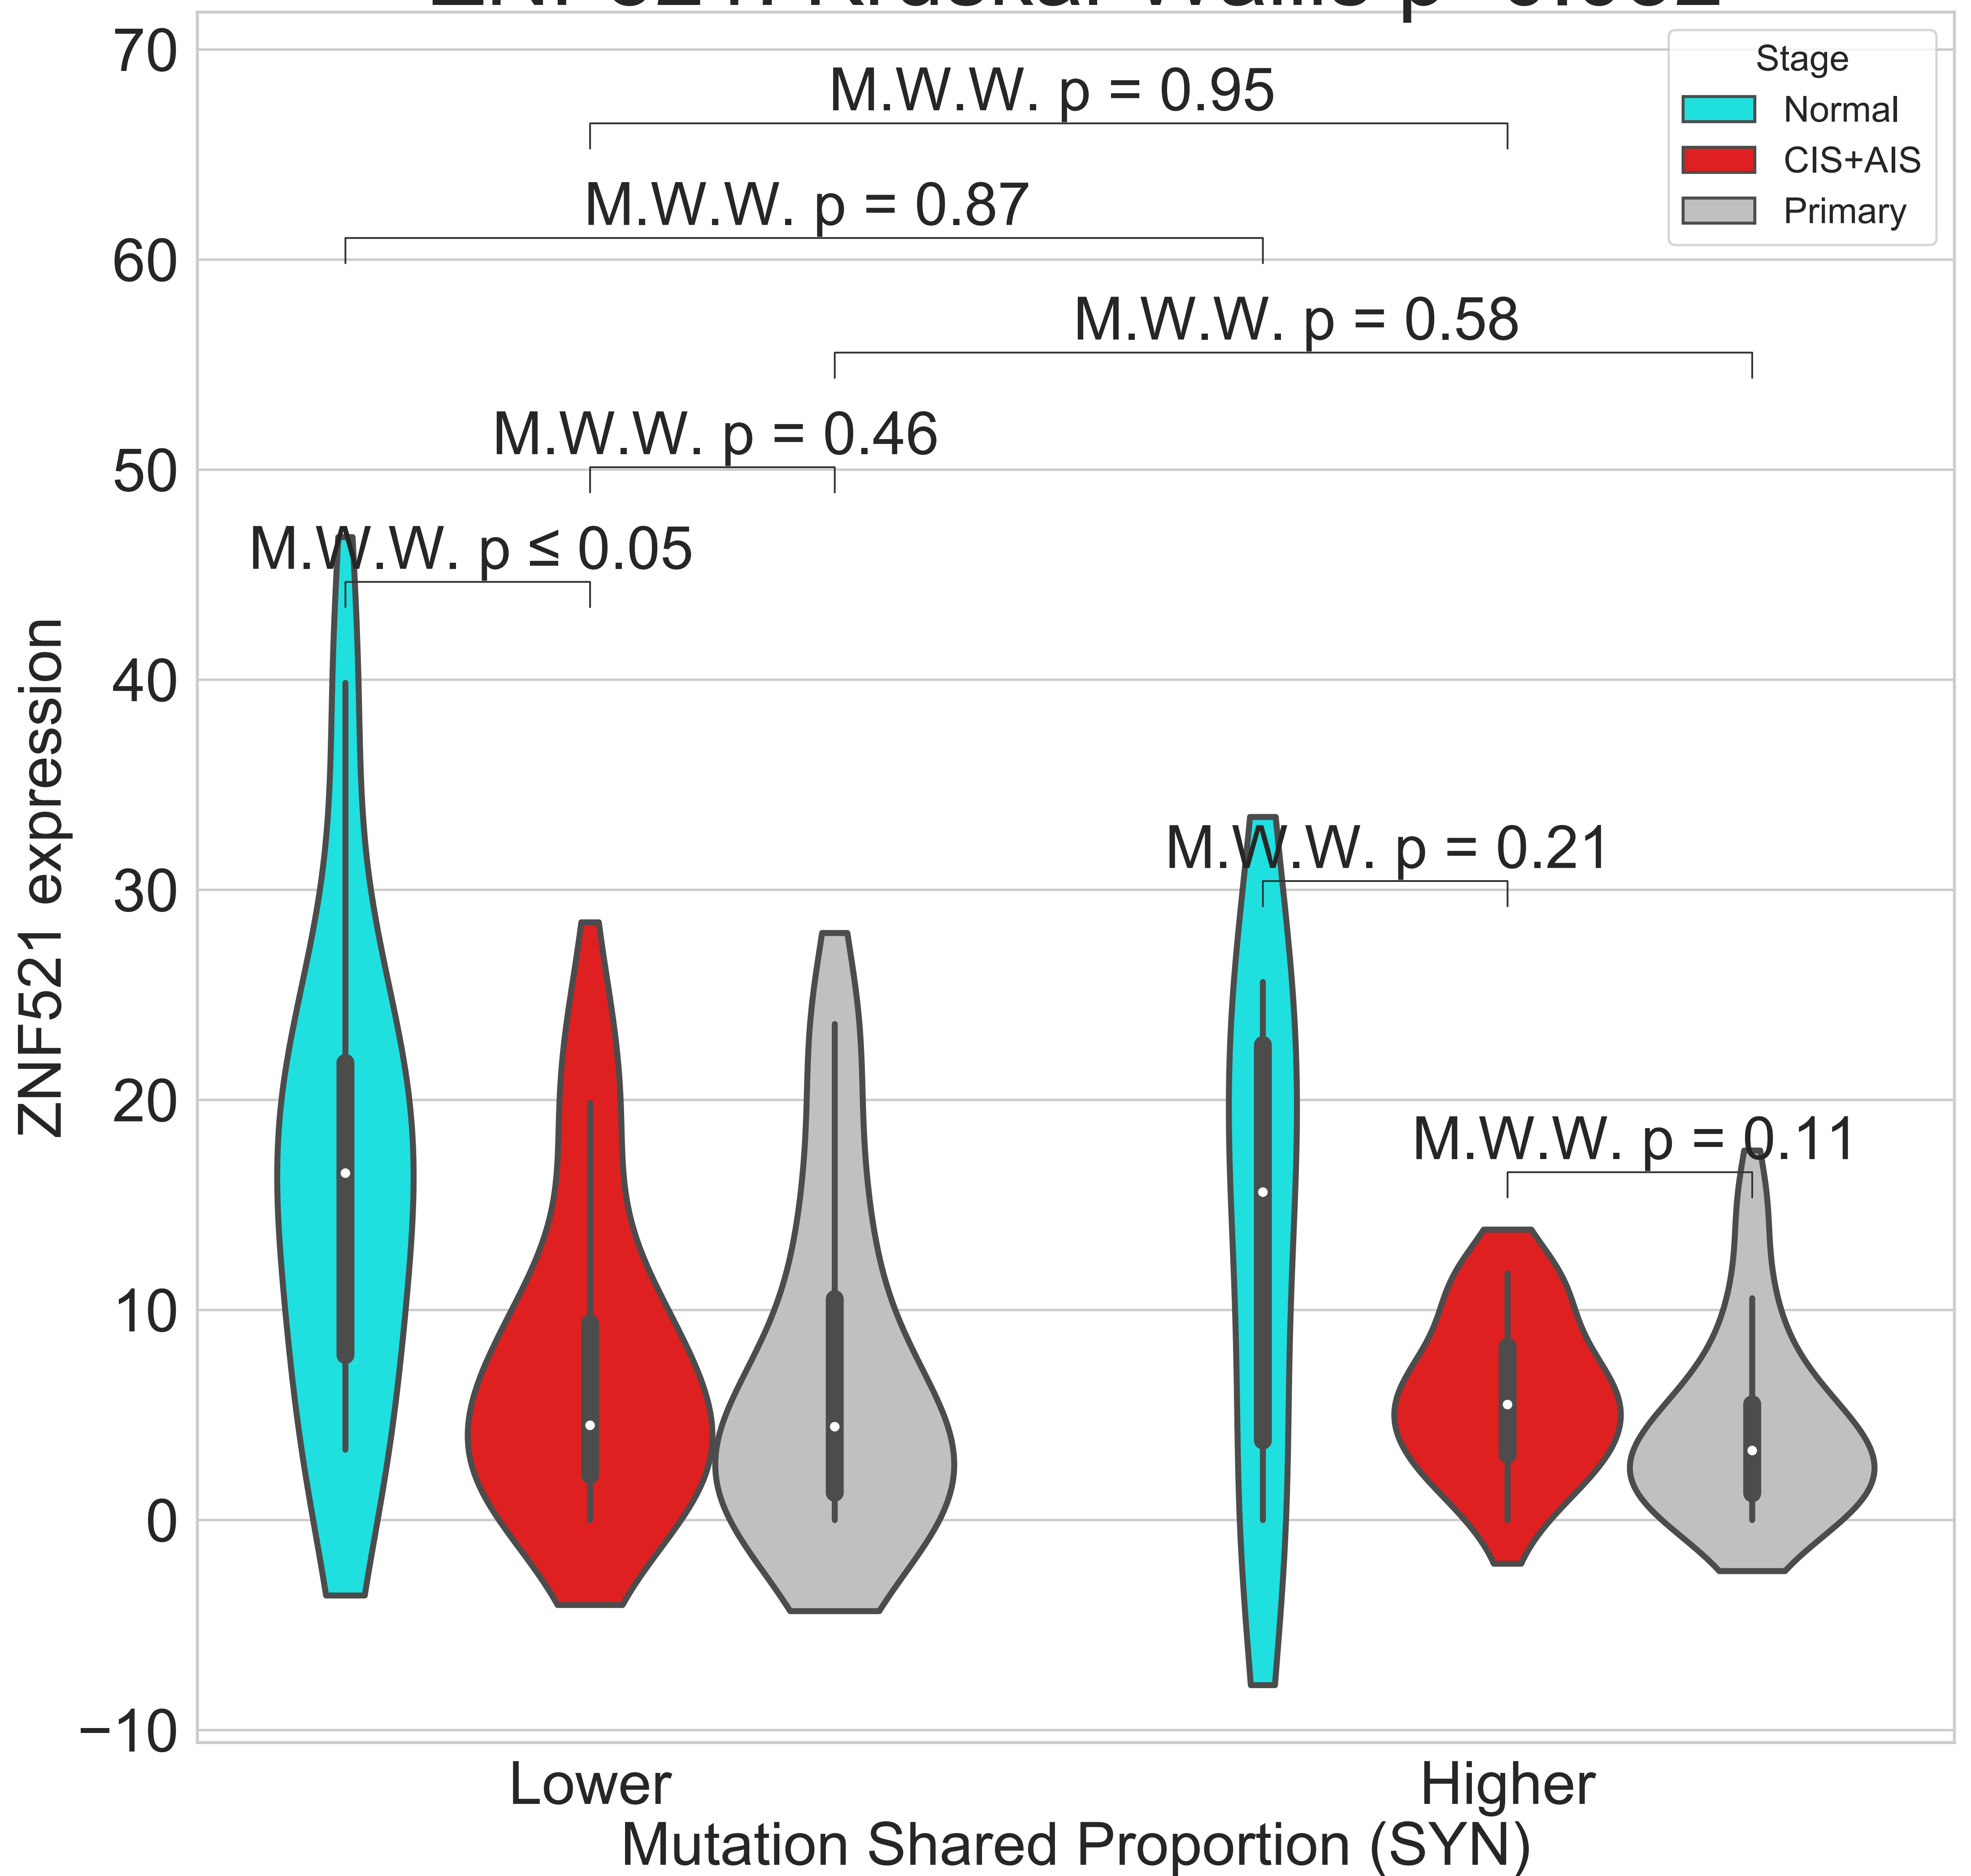 70
M.W.W. p = 0.95
Stage
Normal
CIS+AIS
Primary
M.W.W. p = 0.87
60
M.W.W. p = 0.58
50
M.W.W. p = 0.46
M.W.W. p ≤ 0.05
40
30
M.W.W. p = 0.21
20
M.W.W. p = 0.11
10
0
−10
ZNF521 expression
Lower
Higher
Mutation Shared Proportion (SYN)